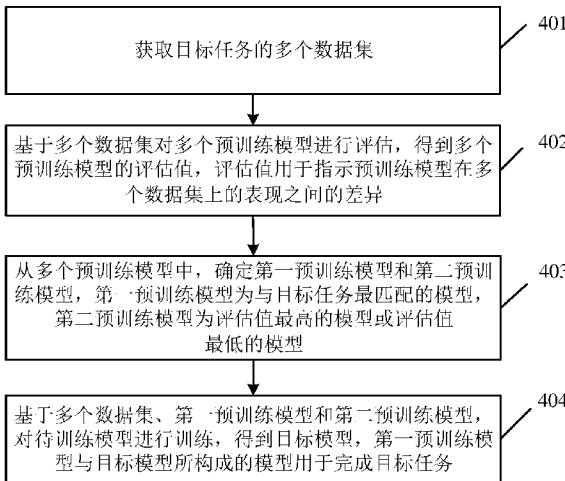 获取目标任务的多个数据集
401
基于多个数据集对多个预训练模型进行评估，得到多个
预训练模型的评估值，评估值用于指示预训练模型在多
个数据集上的表现之间的差异
402
从多个预训练模型中，确定第一预训练模型和第二预训
练模型，第一预训练模型为与目标任务最匹配的模型，
第二预训练模型为评估值最高的模型或评估值
最低的模型
403
基于多个数据集、第一预训练模型和第二预训练模型，
对待训练模型进行训练，得到目标模型，第一预训练模
型与目标模型所构成的模型用于完成目标任务
404